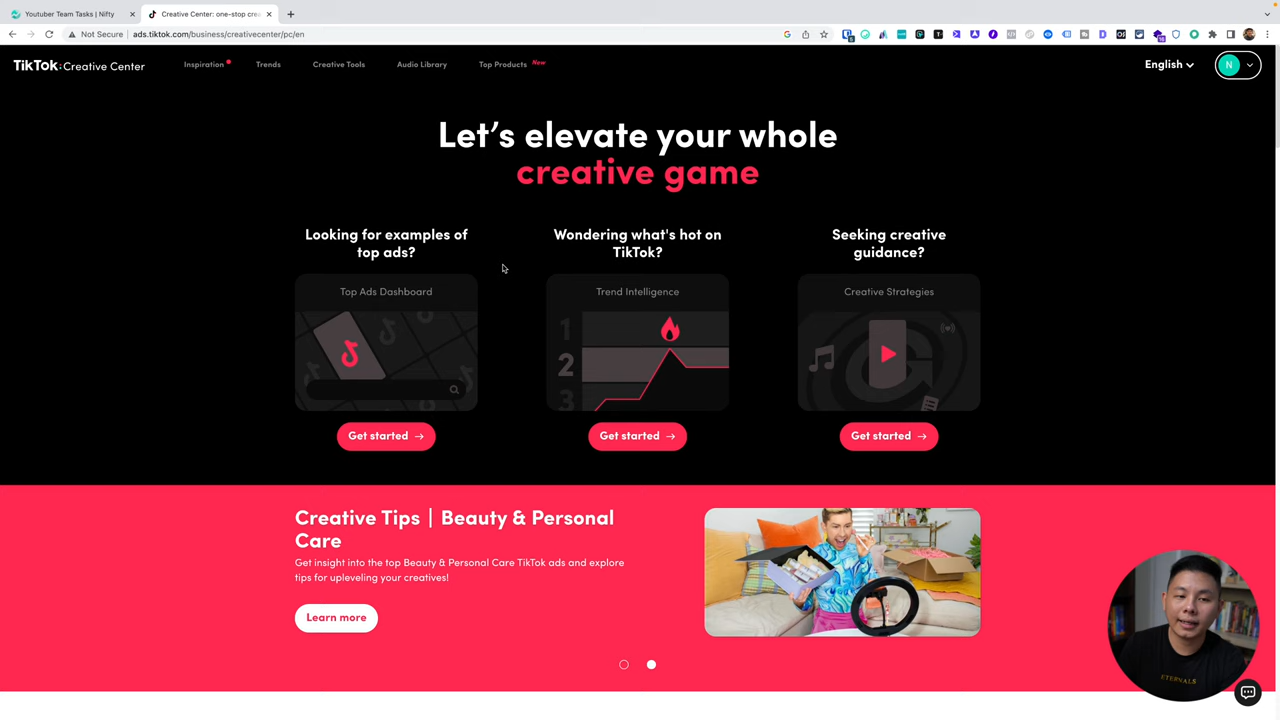 Youtuber Team Tasks | Nifty
Creative Center: one-stop cre
Not Secure
ads.tiktok.com/business/creativecenter/pc/en
TikTok: Creative Center
Inspiration
Trends
Creative Tools
Audio Library
Top Products New
English
N
Let's elevate your whole
creative game
Looking for examples of
top ads?
Top Ads Dashboard
Get started →
Wondering what's hot on
TikTok?
Trend Intelligence
1
2
3
Get started →
Seeking creative
guidance?
Creative Strategies
Get started →
Creative Tips | Beauty & Personal
Care
Get insight into the top Beauty & Personal Care TikTok ads and explore
tips for upleveling your creatives!
Learn more
ETERNALS